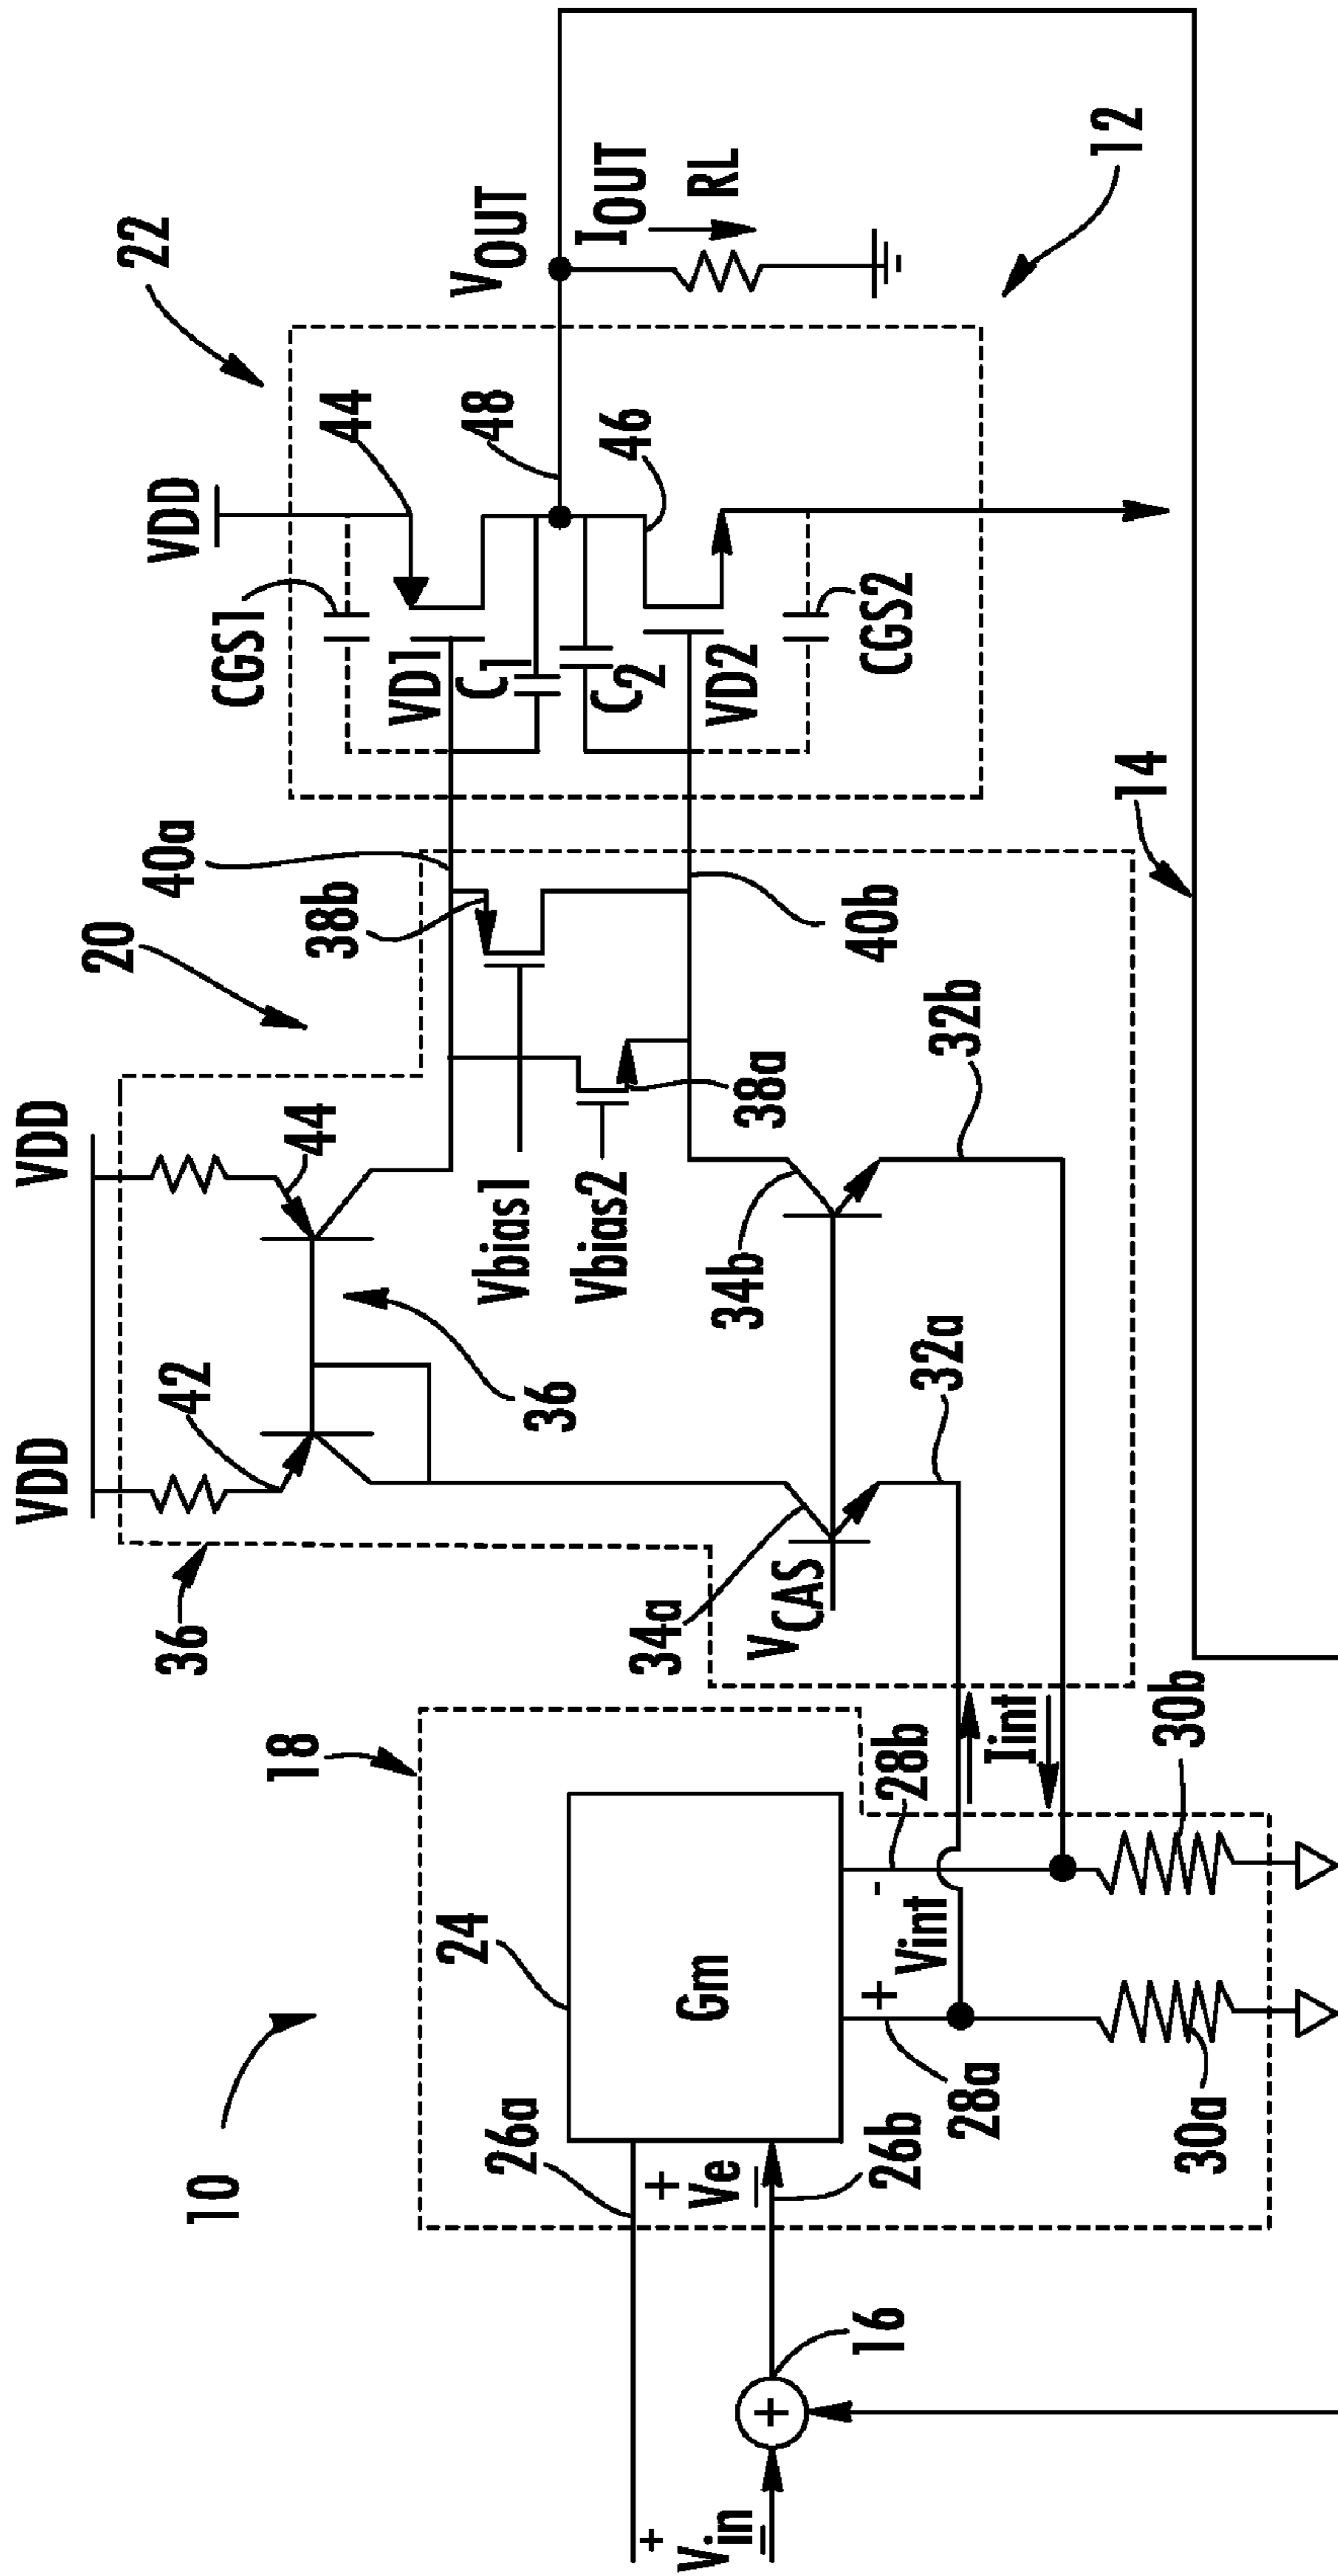 10
18
24
26a
+
Ve
-
26b
Gm
28a
+
Vint
-
28b
30a
30b
Iint
+
Vin
-
+
16
36
VDD
VDD
42
44
36
20
34a
VCAS
32a
34b
32b
Vbias1
Vbias2
38a
38b
40a
40b
14
22
VDD
CGS1
44
VD1
C1
48
C2
46
VD2
CGS2
VOUT
IOUT
RL
12